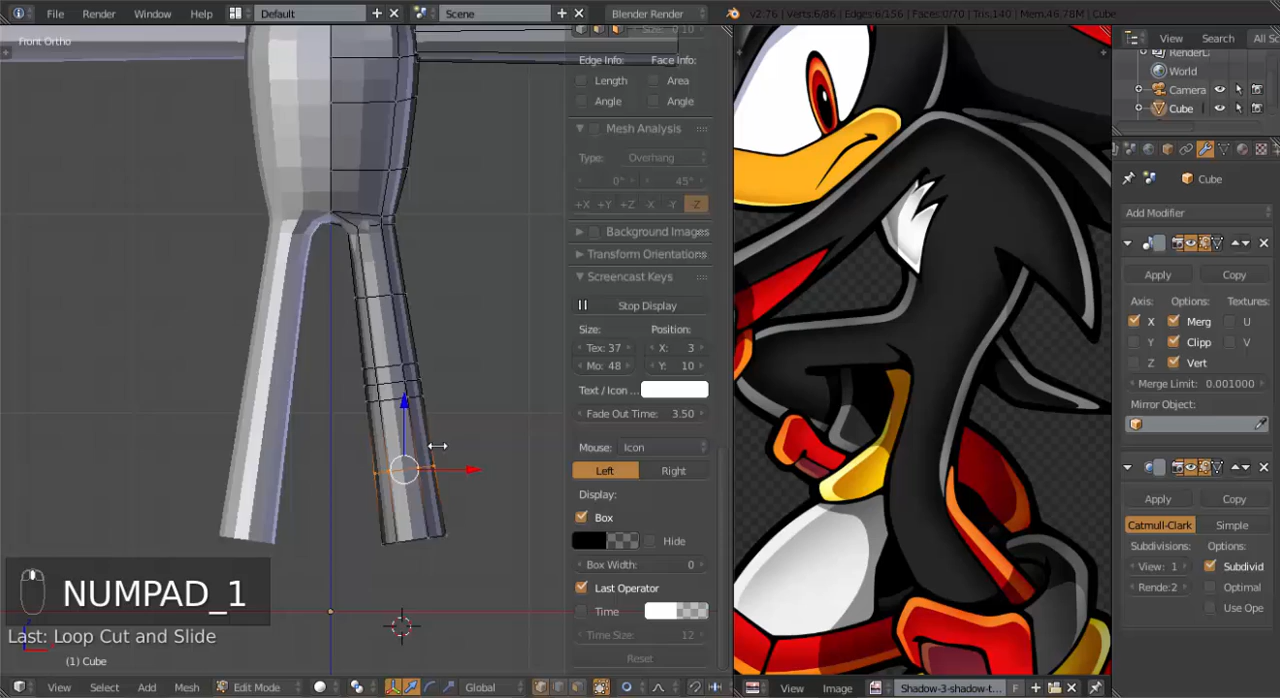 File Render Window Help Default Scene Blender Render v2.76 | Verts:6/86 | Edges:6/156 | Faces:0/70 | Tris:140 | Mem:46.78M | Cube
Front Ortho
Size: 0.10
Edge Info: Face Info:
Length Area
Angle Angle
Mesh Analysis
Type: Overhang
0° 45°
+X +Y +Z -X -Y -Z
Background Images
Transform Orientations
Screencast Keys
Stop Display
Size: Position:
Tex: 37 X: 3
Mo: 48 Y: 10
Text / Icon ...
Fade Out Time: 3.50
Mouse: Icon
Left Right
Display:
Box
Hide
Box Width: 0
Last Operator
Time
Time Size: 12
Reset
NUMPAD_1
Last: Loop Cut and Slide
(1) Cube
View Select Add Mesh Edit Mode Global
View Image Shadow-3-shadow-t... F
View Search All Sc
RenderL
World
Camera
Cube
Cube
Add Modifier
Apply Copy
Axis: Options: Textures:
X Merg U
Y Clipp V
Z Vert
Merge Limit: 0.001000
Mirror Object:
Apply Copy
Catmull-Clark Simple
Subdivisions: Options:
View: 1 Subdivid
Rende:2 Optimal
Use Ope